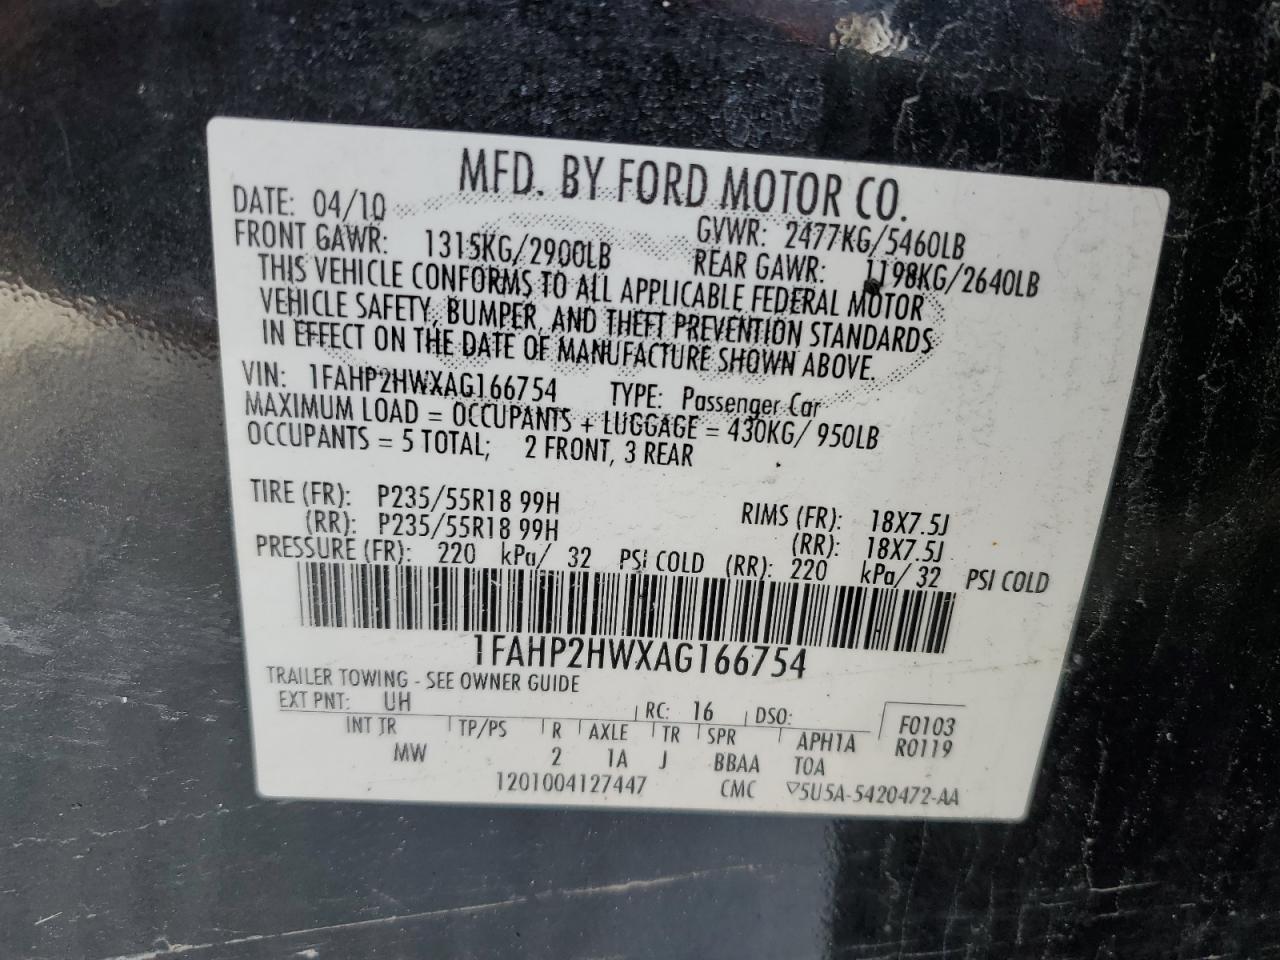 MFD. BY FORD MOTOR CO.
DATE: 04/10 GVWR: 2477KG/5460LB
FRONT GAWR: 1315KG/2900LB REAR GAWR: 1198KG/2640LB
THIS VEHICLE CONFORMS TO ALL APPLICABLE FEDERAL MOTOR
VEHICLE SAFETY, BUMPER, AND THEFT PREVENTION STANDARDS
IN EFFECT ON THE DATE OF MANUFACTURE SHOWN ABOVE.
VIN: 1FAHP2HWXAG166754 TYPE: Passenger Car
MAXIMUM LOAD = OCCUPANTS + LUGGAGE = 430KG/ 950LB
OCCUPANTS = 5 TOTAL; 2 FRONT, 3 REAR
TIRE (FR): P235/55R18 99H RIMS (FR): 18X7.5J
(RR): P235/55R18 99H (RR): 18X7.5J
PRESSURE (FR): 220 kPa/ 32 PSI COLD (RR): 220 kPa/ 32 PSI COLD
1FAHP2HWXAG166754
TRAILER TOWING - SEE OWNER GUIDE
EXT PNT: UH RC: 16 DSO: F0103
INT TR TP/PS R AXLE TR SPR APH1A R0119
MW 2 1A J BBAA TOA
1201004127447 CMC ▽5U5A-5420472-AA